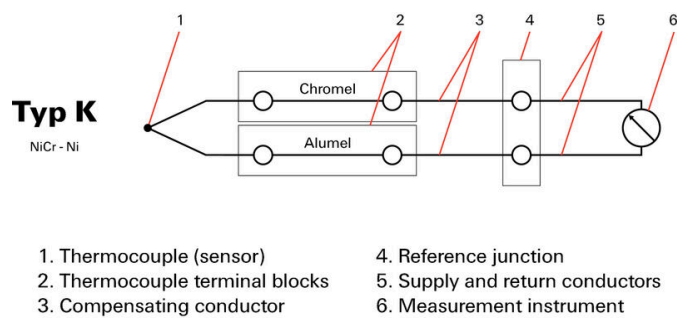 1 2 3 4 5 6
Chromel
Typ K
NiCr - Ni
Alumel
1. Thermocouple (sensor)
2. Thermocouple terminal blocks
3. Compensating conductor
4. Reference junction
5. Supply and return conductors
6. Measurement instrument